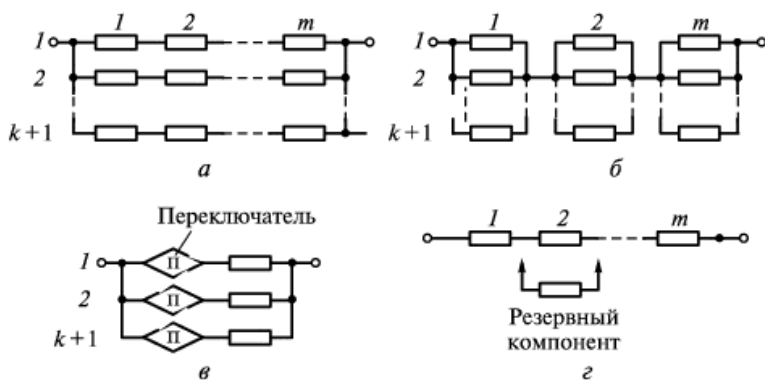 1 2 m
1
2
k+1
а
1 2 m
1
2
k+1
б
Переключатель
1 П
2 П
k+1 П
в
1 2 m
Резервный
компонент
г